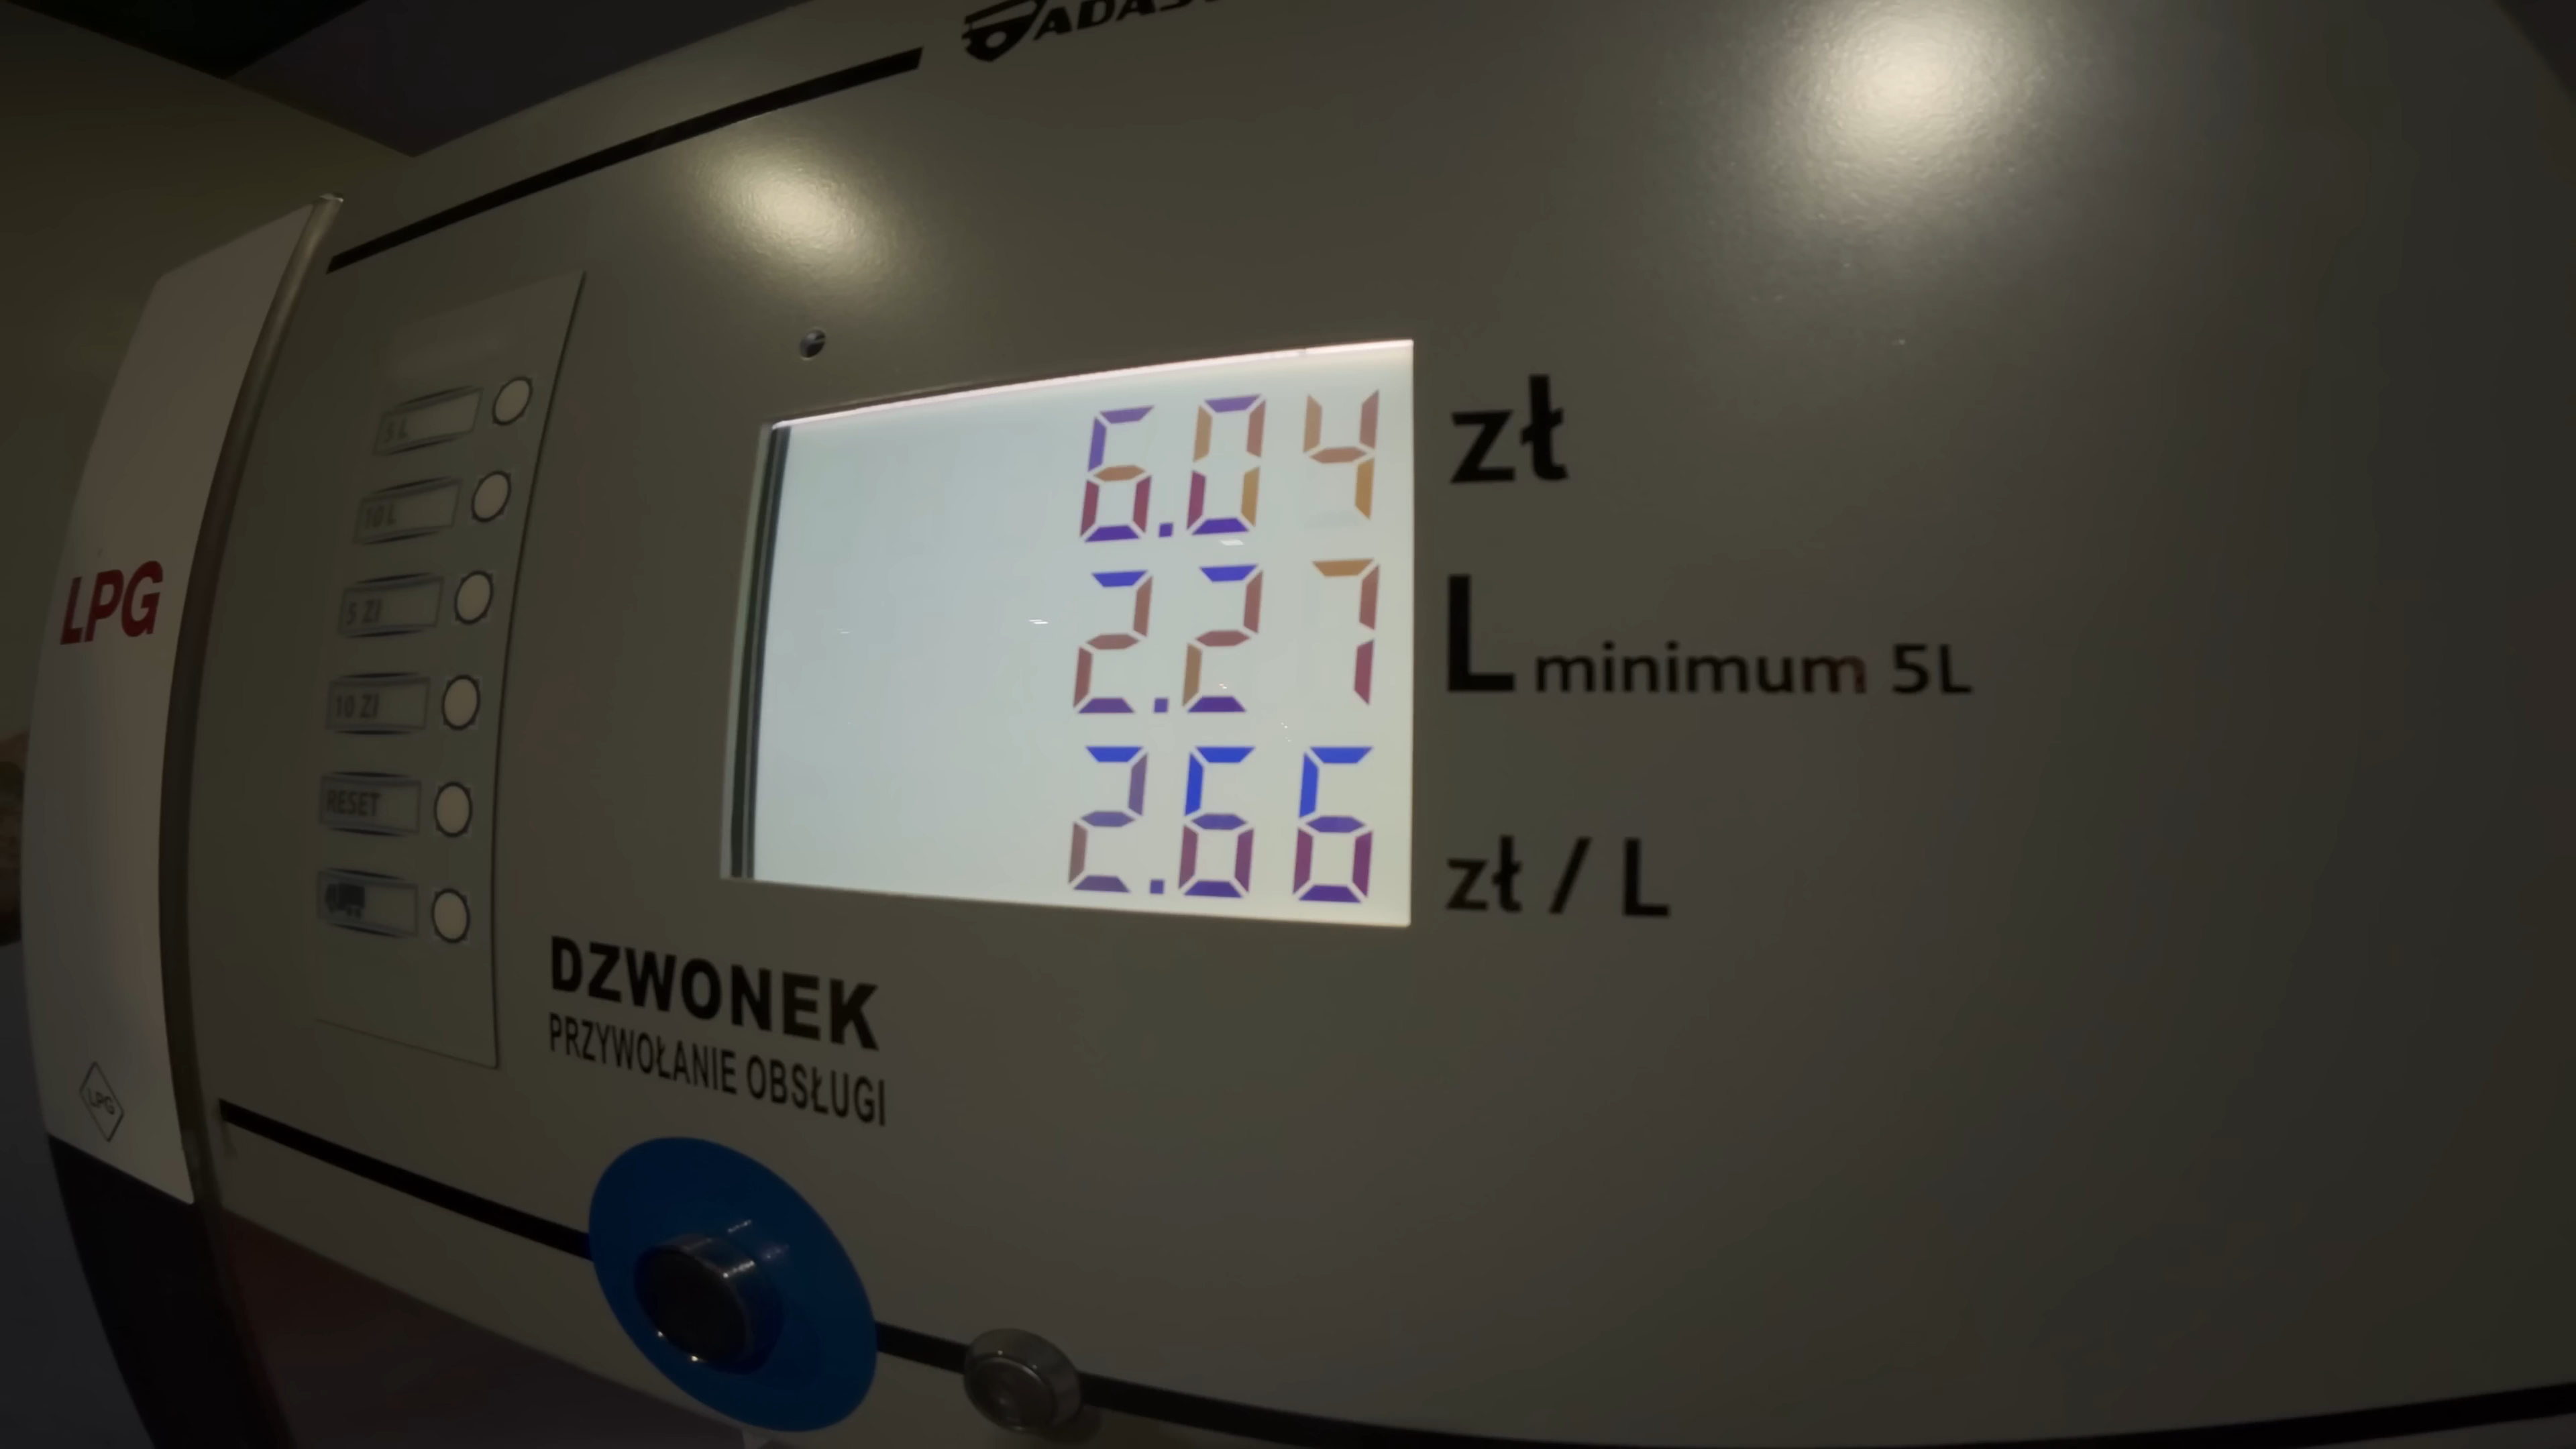 5 L
10 L
5 Zł
10 Zł
RESET
LPG
LPG
6.04 zł
2.27 L minimum 5L
2.66 zł / L
DZWONEK
PRZYWOŁANIE OBSŁUGI